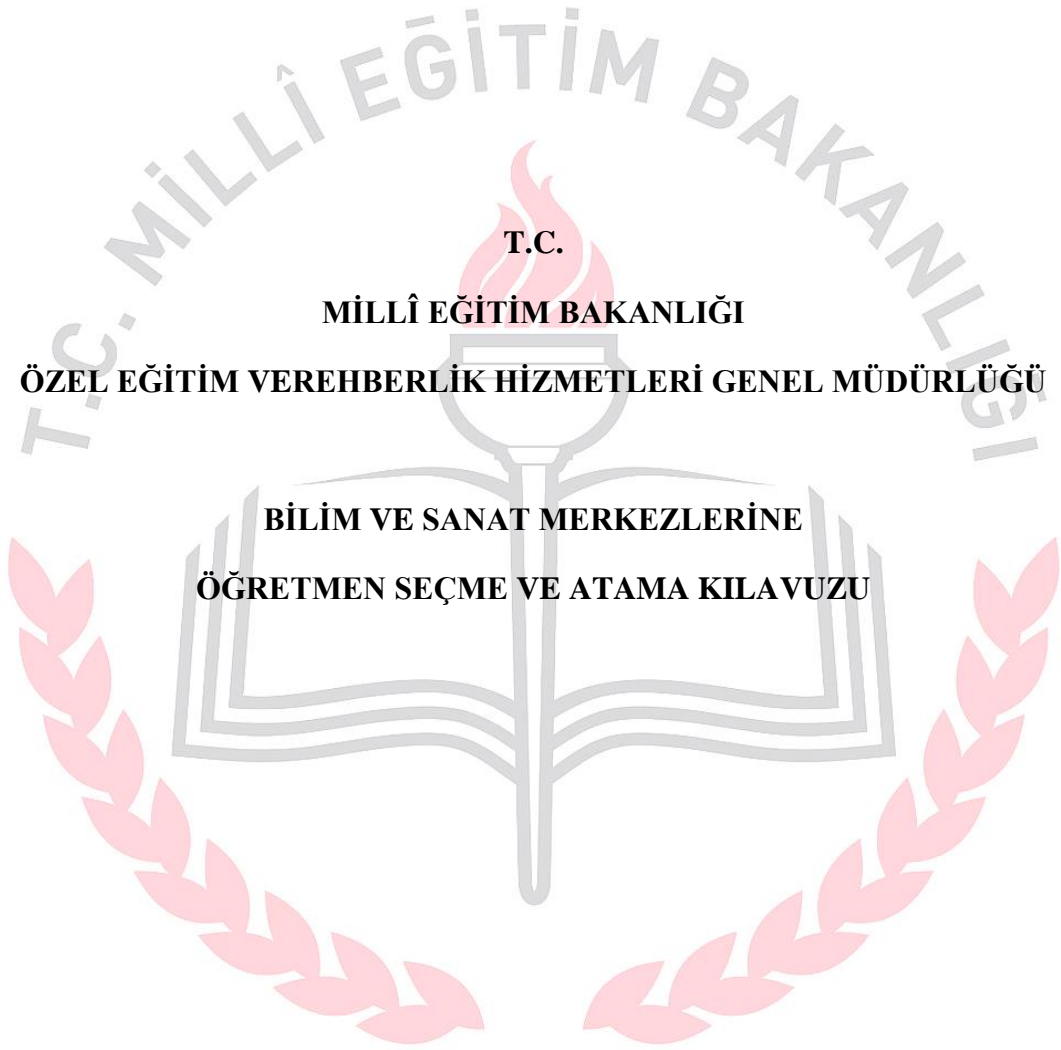 T.C. MİLLÎ EĞİTİM BAKANLIĞI
T.C.
MİLLÎ EĞİTİM BAKANLIĞI
ÖZEL EĞİTİM VEREHBERLİK HİZMETLERİ GENEL MÜDÜRLÜĞÜ
BİLİM VE SANAT MERKEZLERİNE
ÖĞRETMEN SEÇME VE ATAMA KILAVUZU